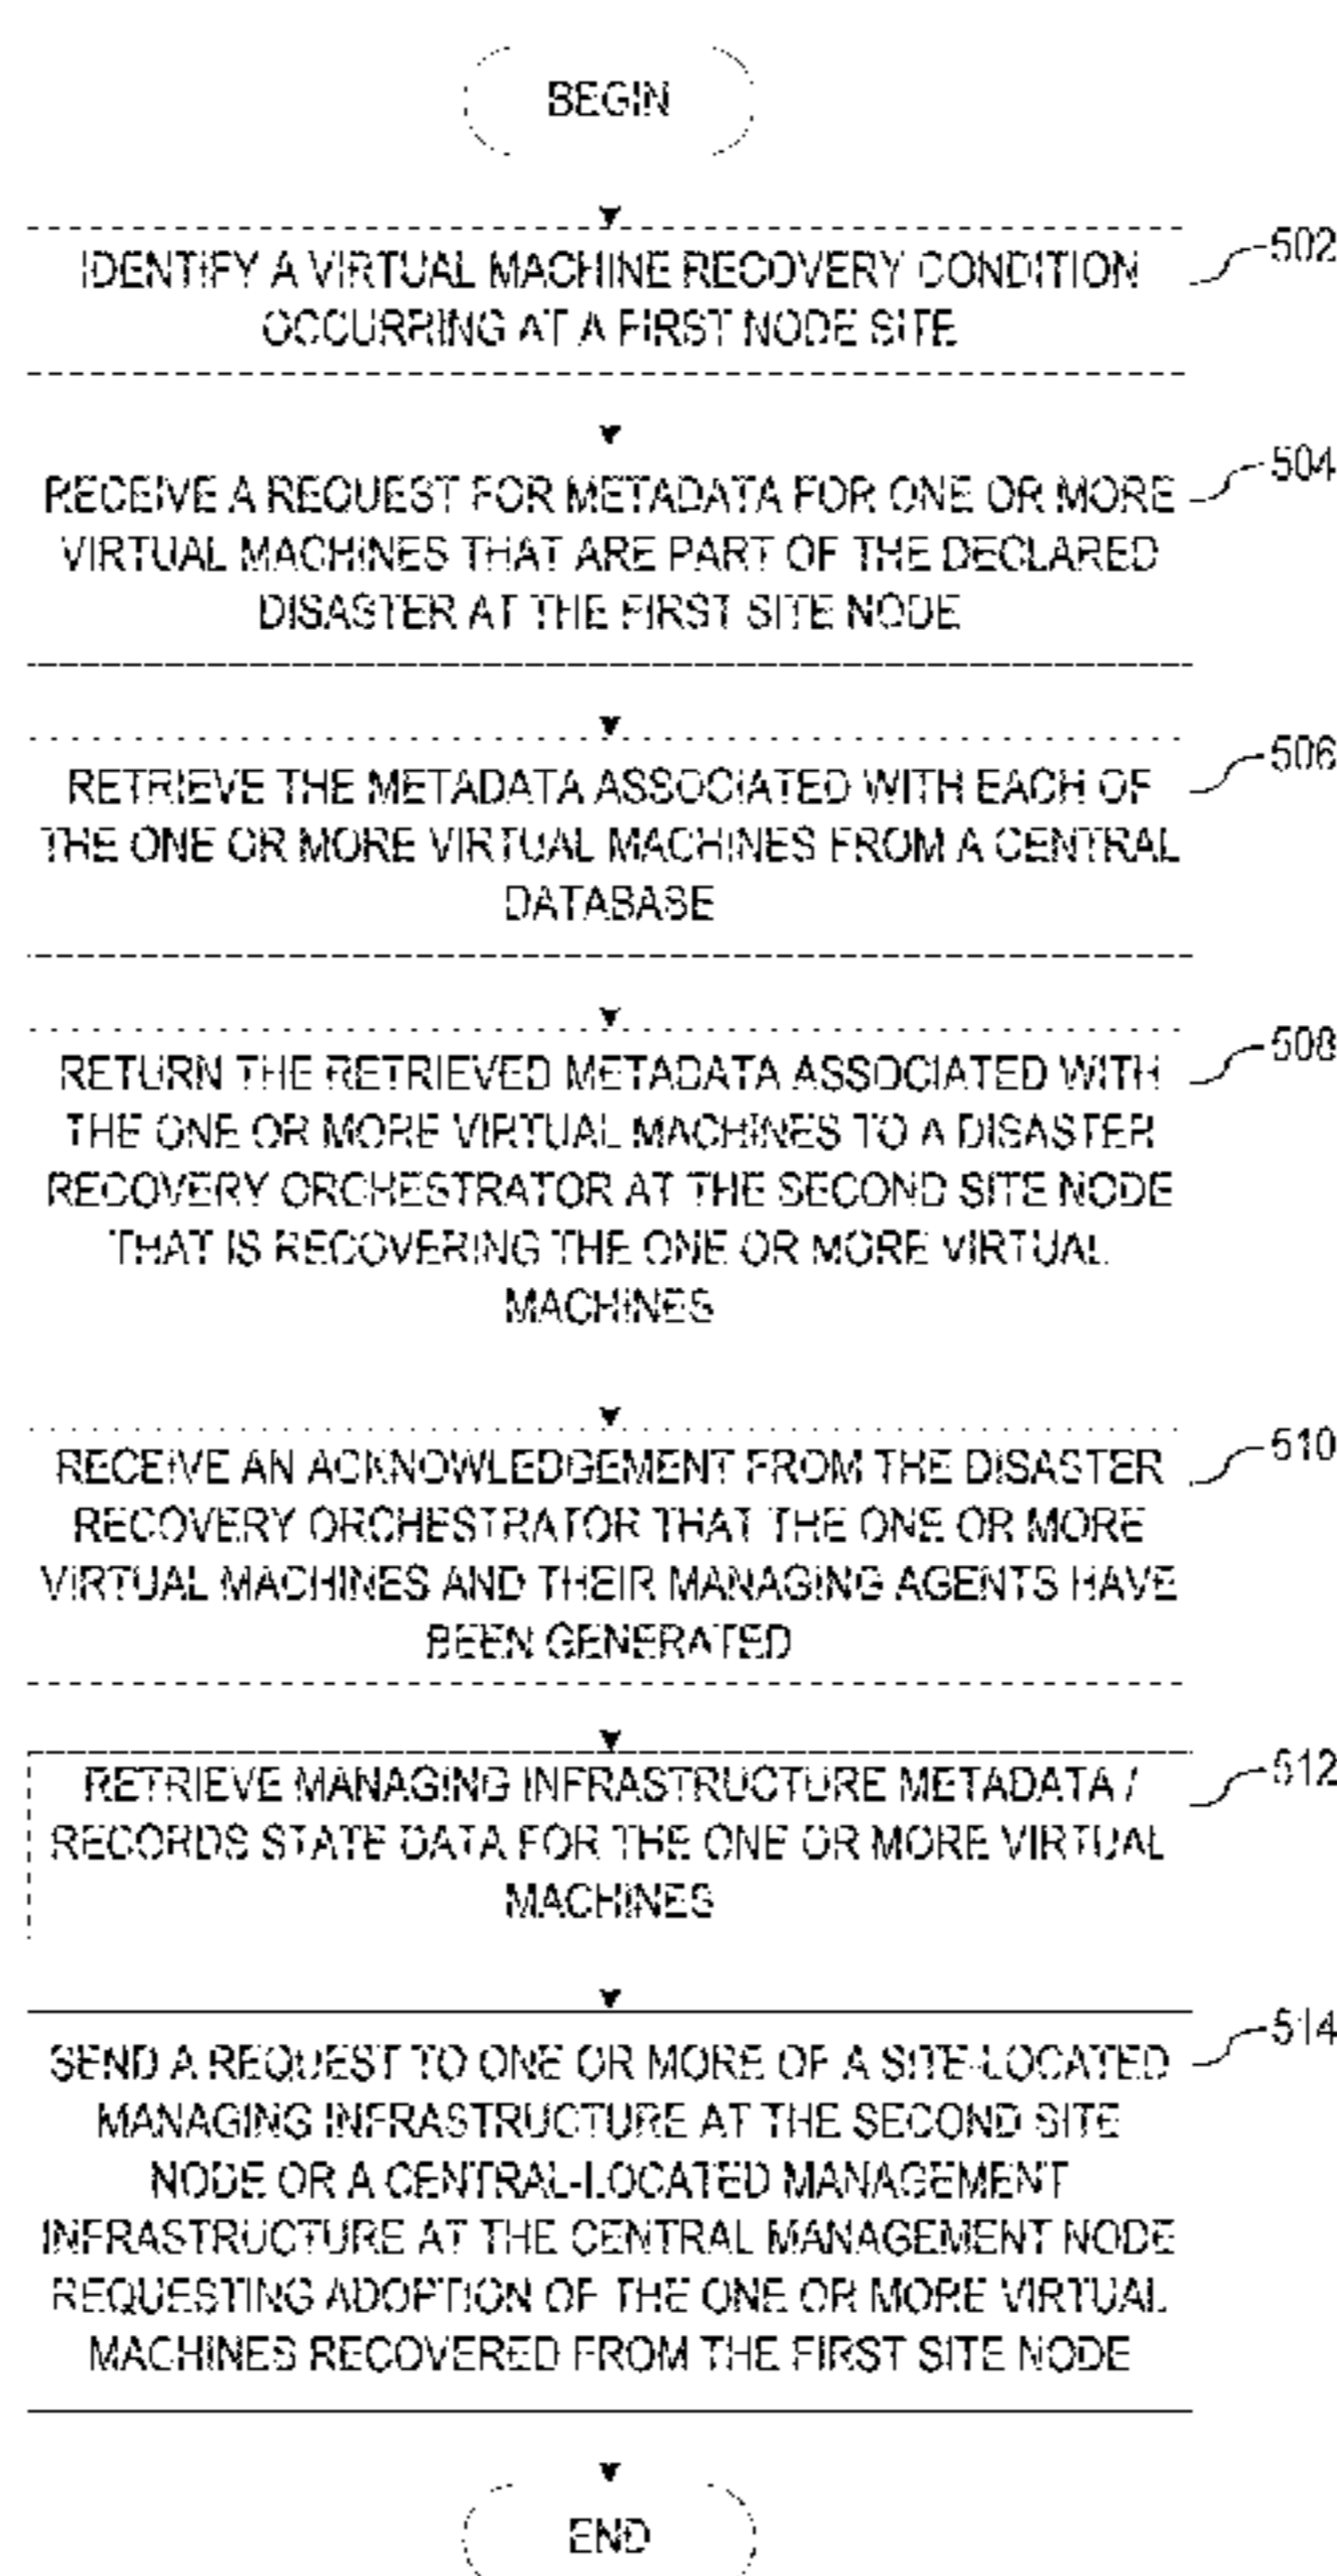 BEGIN
IDENTIFY A VIRTUAL MACHINE RECOVERY CONDITION
OCCURRING AT A FIRST NODE SITE
502
RECEIVE A REQUEST FOR METADATA FOR ONE OR MORE
VIRTUAL MACHINES THAT ARE PART OF THE DECLARED
DISASTER AT THE FIRST SITE NODE
504
RETRIEVE THE METADATA ASSOCIATED WITH EACH OF
THE ONE OR MORE VIRTUAL MACHINES FROM A CENTRAL
DATABASE
506
RETURN THE RETRIEVED METADATA ASSOCIATED WITH
THE ONE OR MORE VIRTUAL MACHINES TO A DISASTER
RECOVERY ORCHESTRATOR AT THE SECOND SITE NODE
THAT IS RECOVERING THE ONE OR MORE VIRTUAL
MACHINES
508
RECEIVE AN ACKNOWLEDGEMENT FROM THE DISASTER
RECOVERY ORCHESTRATOR THAT THE ONE OR MORE
VIRTUAL MACHINES AND THEIR MANAGING AGENTS HAVE
BEEN GENERATED
510
RETRIEVE MANAGING INFRASTRUCTURE METADATA /
RECORDS STATE DATA FOR THE ONE OR MORE VIRTUAL
MACHINES
512
SEND A REQUEST TO ONE OR MORE OF A SITE-LOCATED
MANAGING INFRASTRUCTURE AT THE SECOND SITE
NODE OR A CENTRAL-LOCATED MANAGEMENT
INFRASTRUCTURE AT THE CENTRAL MANAGEMENT NODE
REQUESTING ADOPTION OF THE ONE OR MORE VIRTUAL
MACHINES RECOVERED FROM THE FIRST SITE NODE
514
END